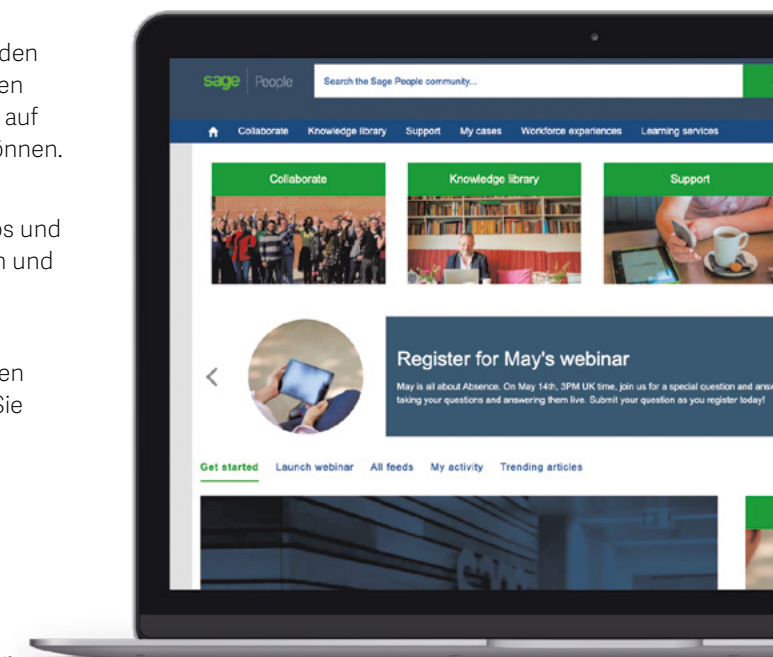 den
en
auf
önnen.
os und
n und
en
Sie
sage People
Search the Sage People community...
Collaborate Knowledge library Support My cases Workforce experiences Learning services
Collaborate
Knowledge library
Support
Register for May's webinar
May is all about Absence. On May 14th, 3PM UK time, join us for a special question and answ
taking your questions and answering them live. Submit your question as you register today!
Get started Launch webinar All feeds My activity Trending articles